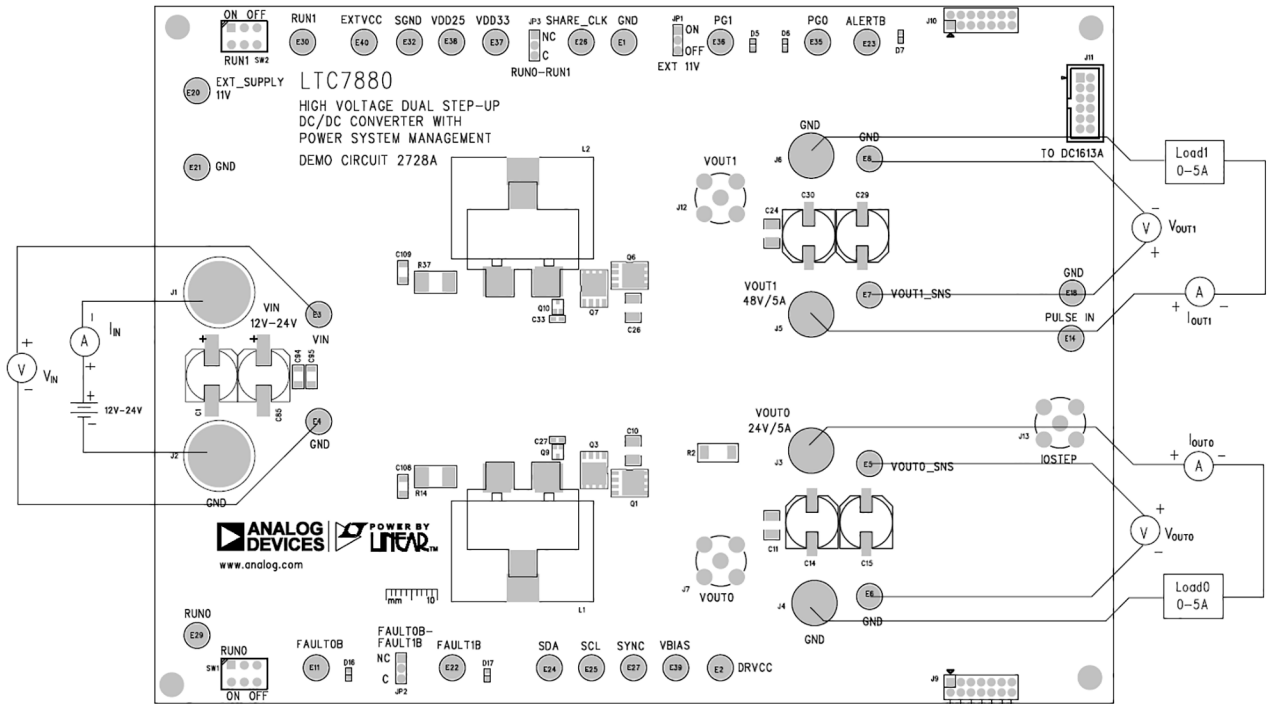 ON OFF
RUN1 SW2
RUN1
E30
EXTVCC
E40
SGND
E32
VDD25
E38
VDD33
E37
JP3
NC
C
RUN0-RUN1
SHARE_CLK
E26
GND
E1
JP1
ON
OFF
EXT 11V
PG1
E36
D5
D6
PG0
E35
ALERTB
E23
D7
J10
J11
TO DC1613A
E20
EXT_SUPPLY
11V
E21
GND
LTC7880
HIGH VOLTAGE DUAL STEP-UP
DC/DC CONVERTER WITH
POWER SYSTEM MANAGEMENT
DEMO CIRCUIT 2728A
L2
VOUT1
J12
GND
J6
GND
E8
C30
C29
C24
Load1
0-5A
-
V
VOUT1
+
C109
R37
Q10
C33
Q7
Q6
C26
VOUT1
48V/5A
J5
E7
VOUT1_SNS
GND
E18
PULSE IN
E14
A
+ -
IOUT1
J1
VIN
12V-24V
E3
VIN
+ +
C1
C85
C94
C95
E4
GND
J2
GND
+
V
VIN
-
-
IIN
A
+
+
12V-24V
-
C108
R14
C27
Q9
Q3
C10
Q1
L1
R2
VOUT0
24V/5A
J3
E5
VOUT0_SNS
J13
IOSTEP
IOUT0
+ -
A
+
V
VOUT0
-
C11
C14
C15
J7
VOUT0
J4
GND
E6
GND
Load0
0-5A
ANALOG
DEVICES
POWER BY
LINEAR™
www.analog.com
mm 10
RUN0
E29
SW1
RUN0
ON OFF
FAULT0B
E11
D16
FAULT0B-
FAULT1B
NC
C
JP2
FAULT1B
E22
D17
SDA
E24
SCL
E25
SYNC
E27
VBIAS
E39
E2
DRVCC
J9